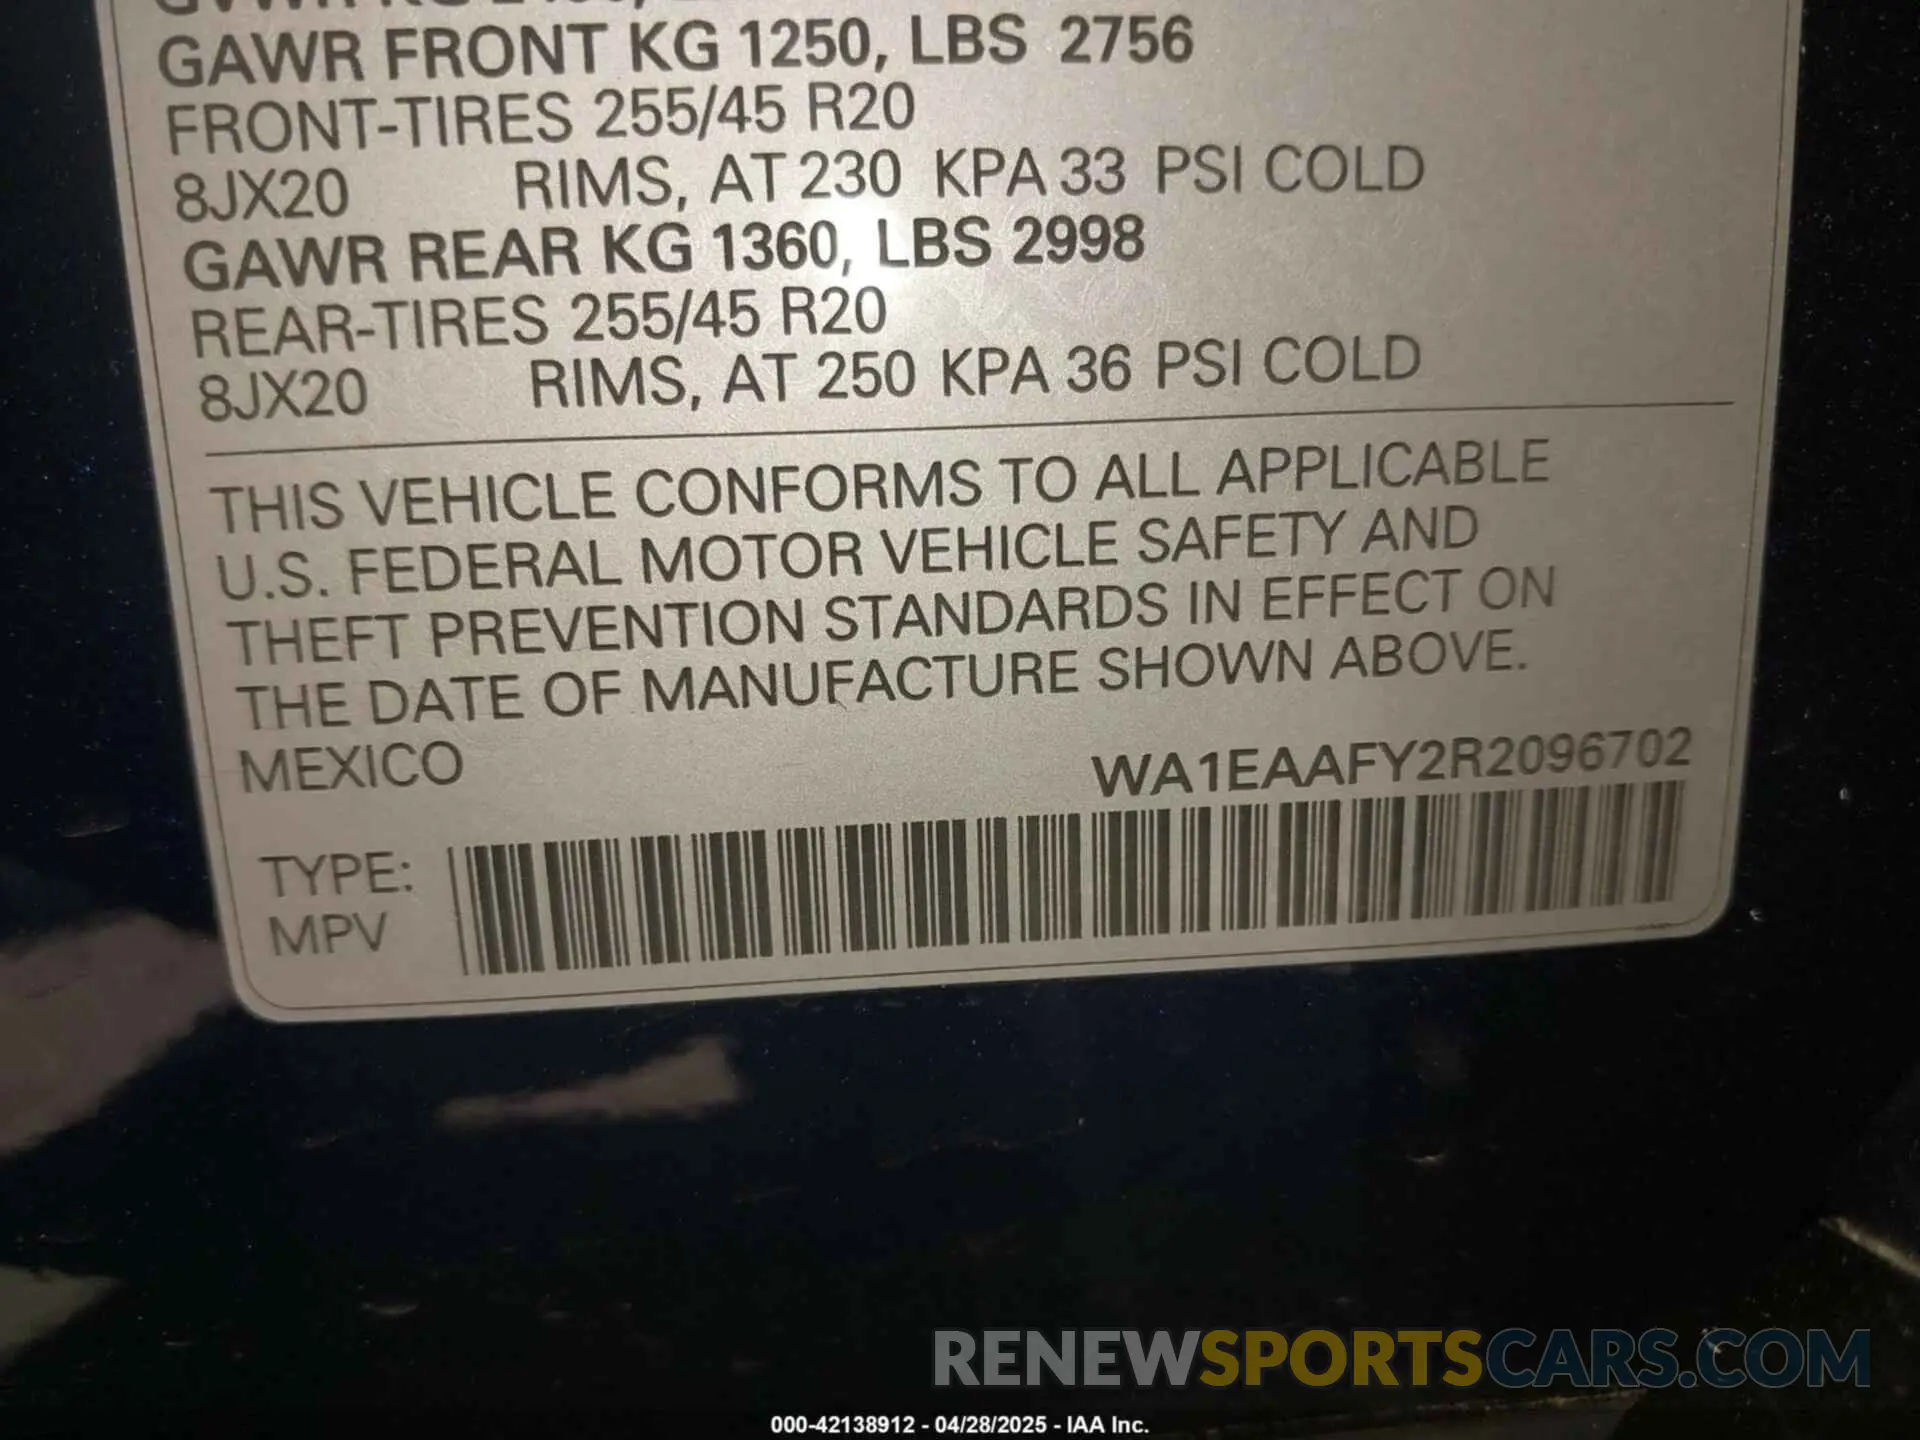 GAWR FRONT KG 1250, LBS 2756
FRONT-TIRES 255/45 R20
8JX20 RIMS, AT 230 KPA 33 PSI COLD
GAWR REAR KG 1360, LBS 2998
REAR-TIRES 255/45 R20
8JX20 RIMS, AT 250 KPA 36 PSI COLD
THIS VEHICLE CONFORMS TO ALL APPLICABLE
U.S. FEDERAL MOTOR VEHICLE SAFETY AND
THEFT PREVENTION STANDARDS IN EFFECT ON
THE DATE OF MANUFACTURE SHOWN ABOVE.
MEXICO WA1EAAFY2R2096702
TYPE:
MPV
RENEWSPORTSCARS.COM
000-42138912 - 04/28/2025 - IAA Inc.